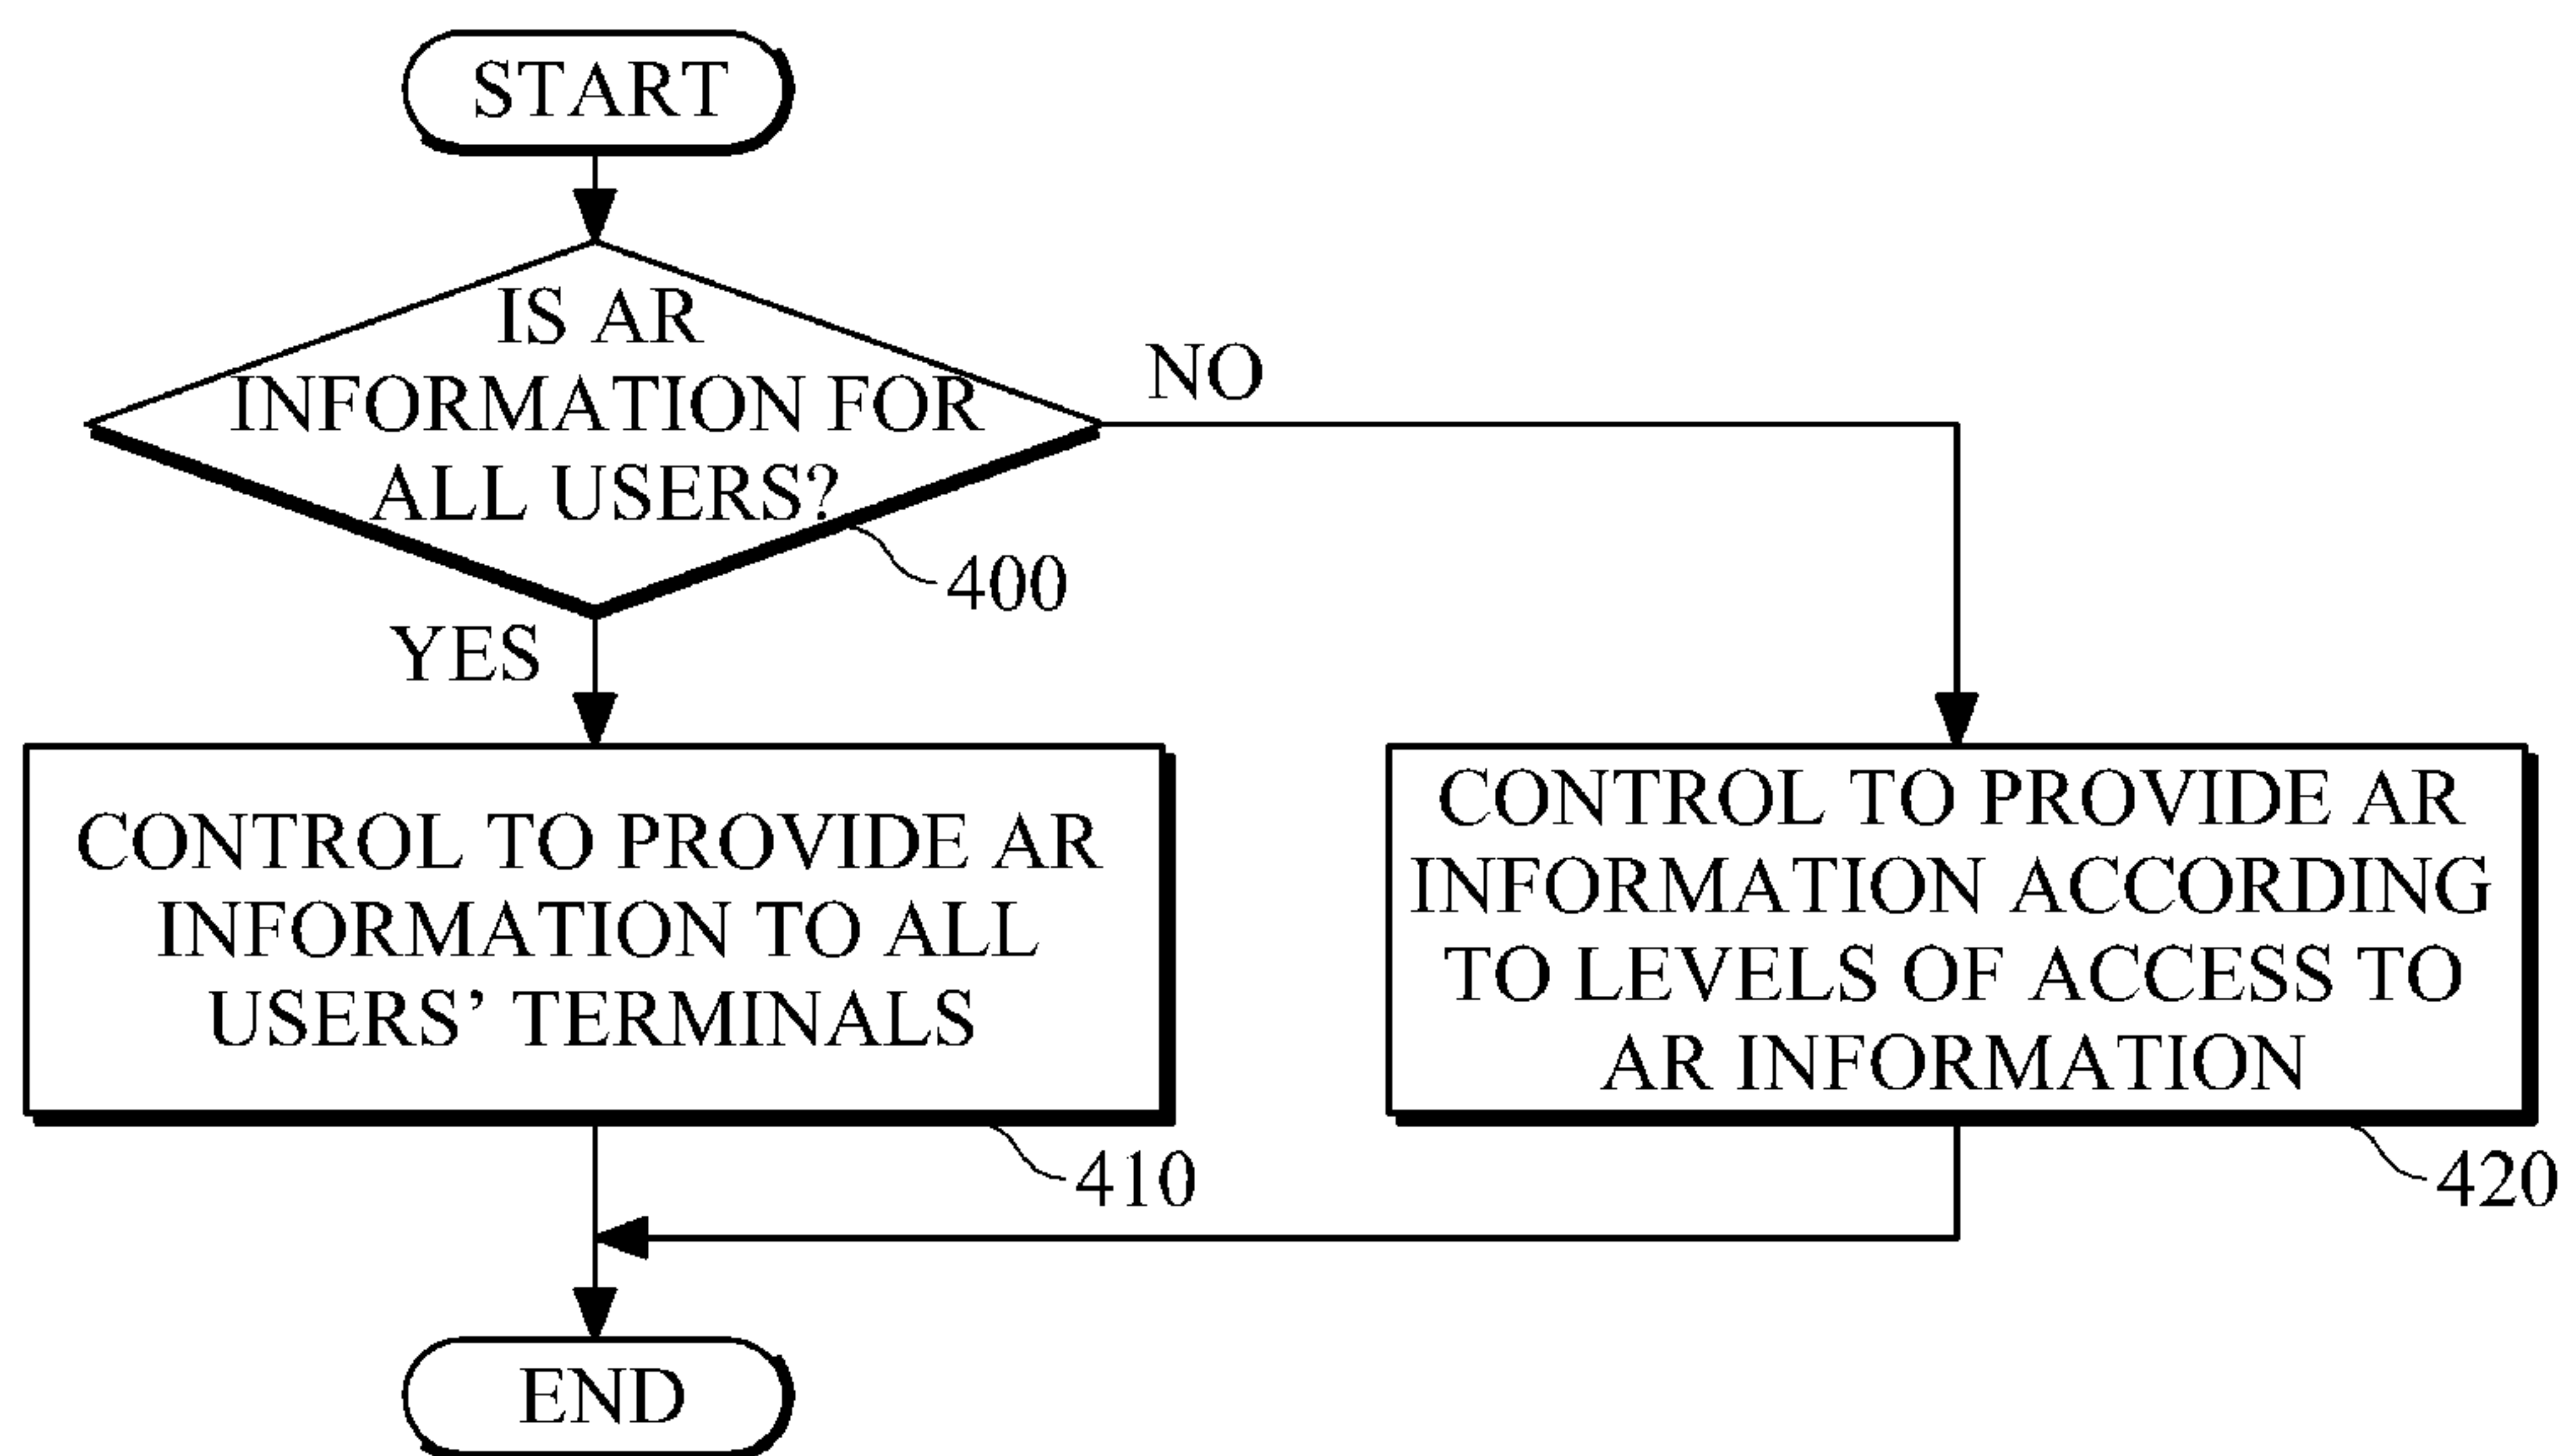 START
IS AR
INFORMATION FOR
ALL USERS?
NO
400
YES
CONTROL TO PROVIDE AR
INFORMATION TO ALL
USERS’ TERMINALS
410
CONTROL TO PROVIDE AR
INFORMATION ACCORDING
TO LEVELS OF ACCESS TO
AR INFORMATION
420
END